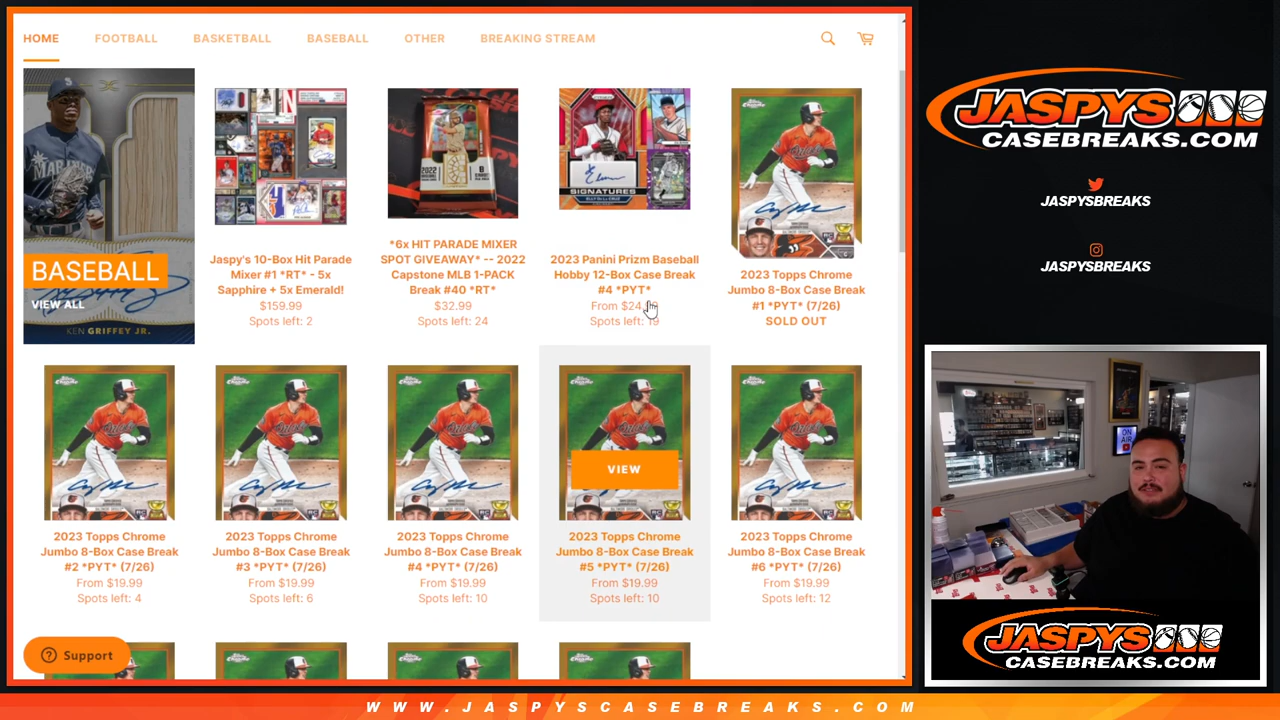 HOME FOOTBALL BASKETBALL BASEBALL OTHER BREAKING STREAM
BASEBALL
VIEW ALL
KEN GRIFFEY JR.
Jaspy's 10-Box Hit Parade
Mixer #1 *RT* - 5x
Sapphire + 5x Emerald!
$159.99
Spots left: 2
*6x HIT PARADE MIXER
SPOT GIVEAWAY* -- 2022
Capstone MLB 1-PACK
Break #40 *RT*
$32.99
Spots left: 24
SIGNATURES
2023 Panini Prizm Baseball
Hobby 12-Box Case Break
#4 *PYT*
From
Spots left: 19
2023 Topps Chrome
Jumbo 8-Box Case Break
#1 *PYT* (7/26)
SOLD OUT
2023 Topps Chrome
Jumbo 8-Box Case Break
#2 *PYT* (7/26)
From $19.99
Spots left: 4
2023 Topps Chrome
Jumbo 8-Box Case Break
#3 *PYT* (7/26)
From $19.99
Spots left: 6
2023 Topps Chrome
Jumbo 8-Box Case Break
#4 *PYT* (7/26)
From $19.99
Spots left: 10
VIEW
2023 Topps Chrome
Jumbo 8-Box Case Break
#5 *PYT* (7/26)
From $19.99
Spots left: 10
2023 Topps Chrome
Jumbo 8-Box Case Break
#6 *PYT* (7/26)
From $19.99
Spots left: 12
Support
JASPYS
CASEBREAKS.COM
JASPYSBREAKS
JASPYSBREAKS
ON
AIR
JASPYS
CASEBREAKS.COM
WWW.JASPYSCASEBREAKS.COM